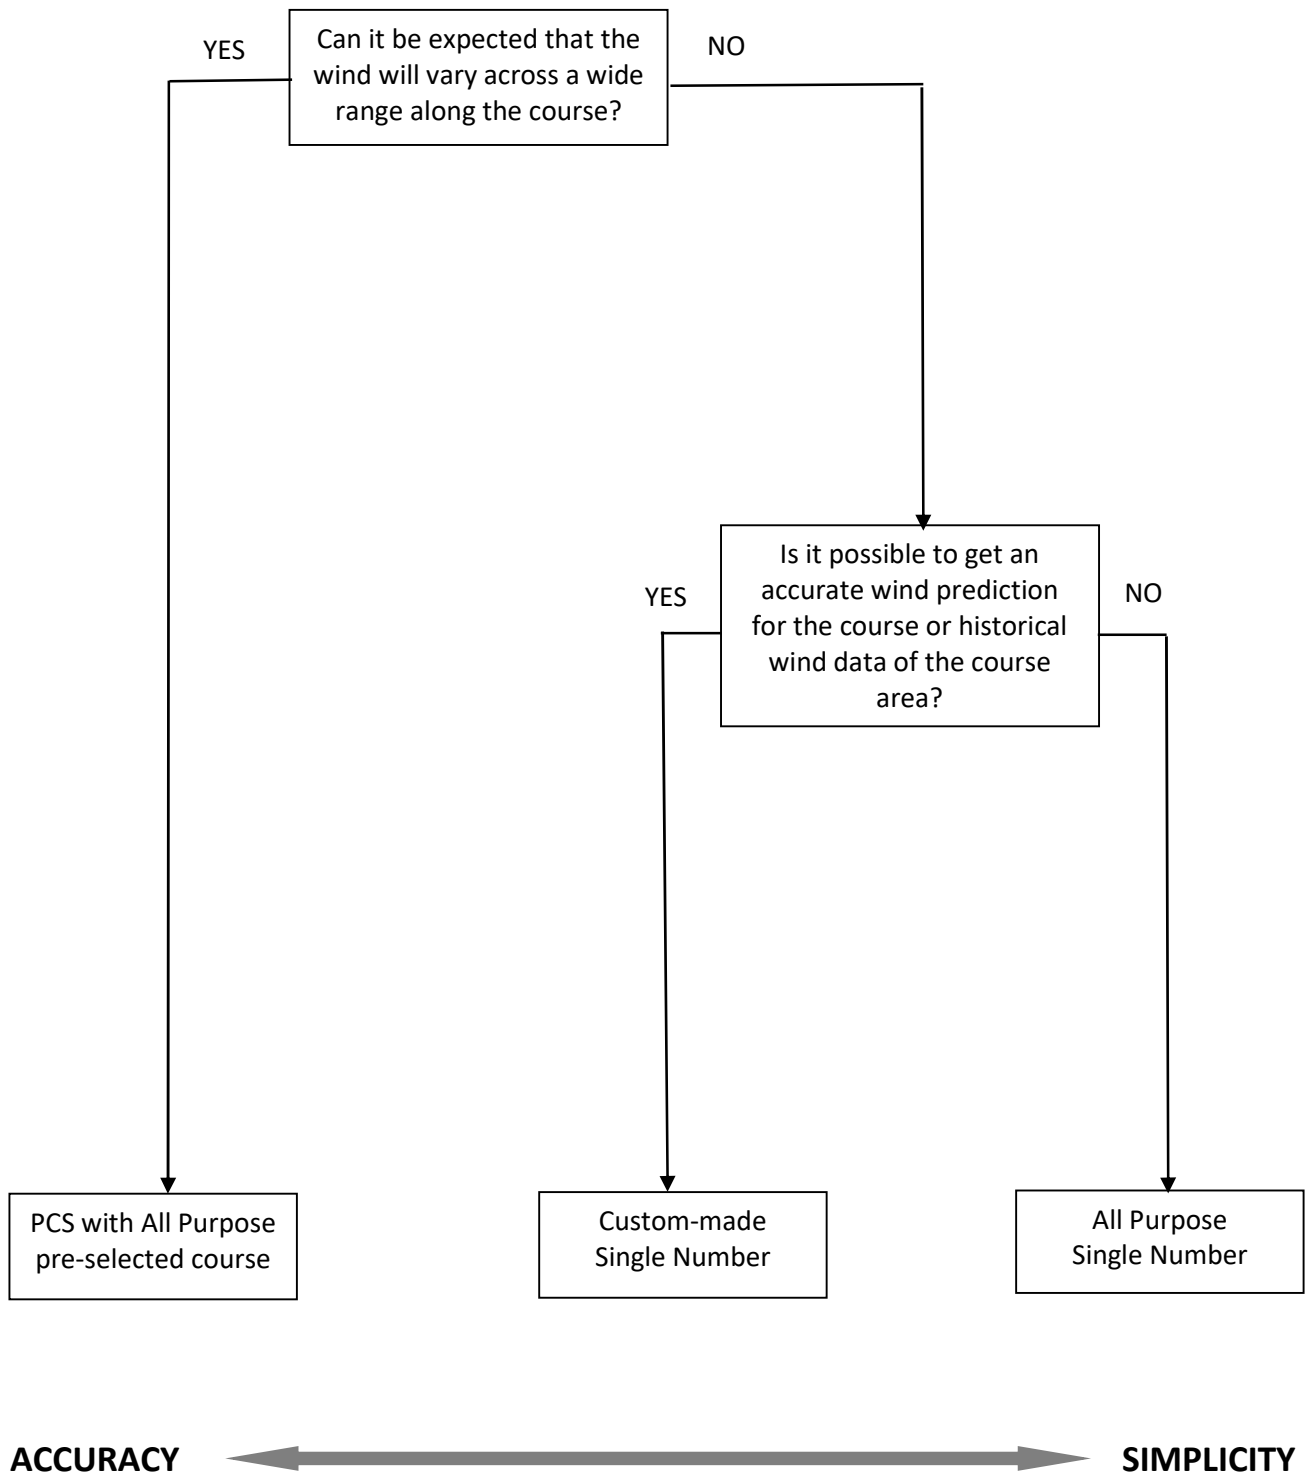 YES
Can it be expected that the
wind will vary across a wide
range along the course?
NO
YES
Is it possible to get an
accurate wind prediction
for the course or historical
wind data of the course
area?
NO
PCS with All Purpose
pre-selected course
Custom-made
Single Number
All Purpose
Single Number
ACCURACY
SIMPLICITY